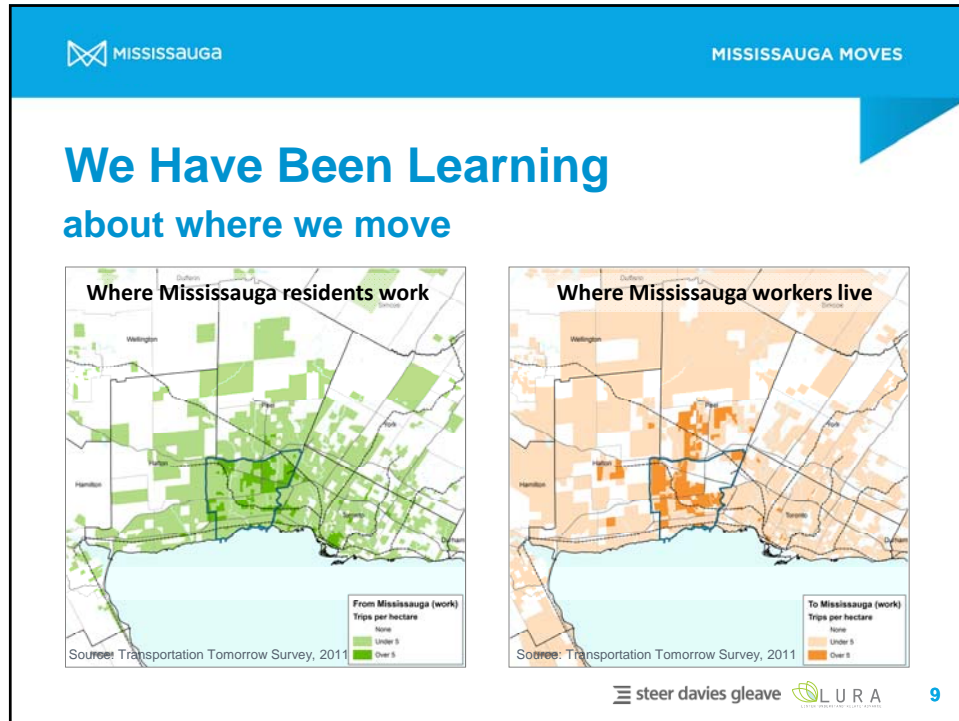 MISSISSAUGA
MISSISSAUGA MOVES
We Have Been Learning
about where we move
Where Mississauga residents work
Dufferin
Simcoe
Wellington
Peel
York
Halton
Hamilton
Toronto
Durham
From Mississauga (work)
Trips per hectare
None
Under 5
Over 5
Source: Transportation Tomorrow Survey, 2011
Where Mississauga workers live
Simcoe
Wellington
Peel
York
Halton
Hamilton
Toronto
Durham
To Mississauga (work)
Trips per hectare
None
Under 5
Over 5
Source: Transportation Tomorrow Survey, 2011
steer davies gleave
LURA
9